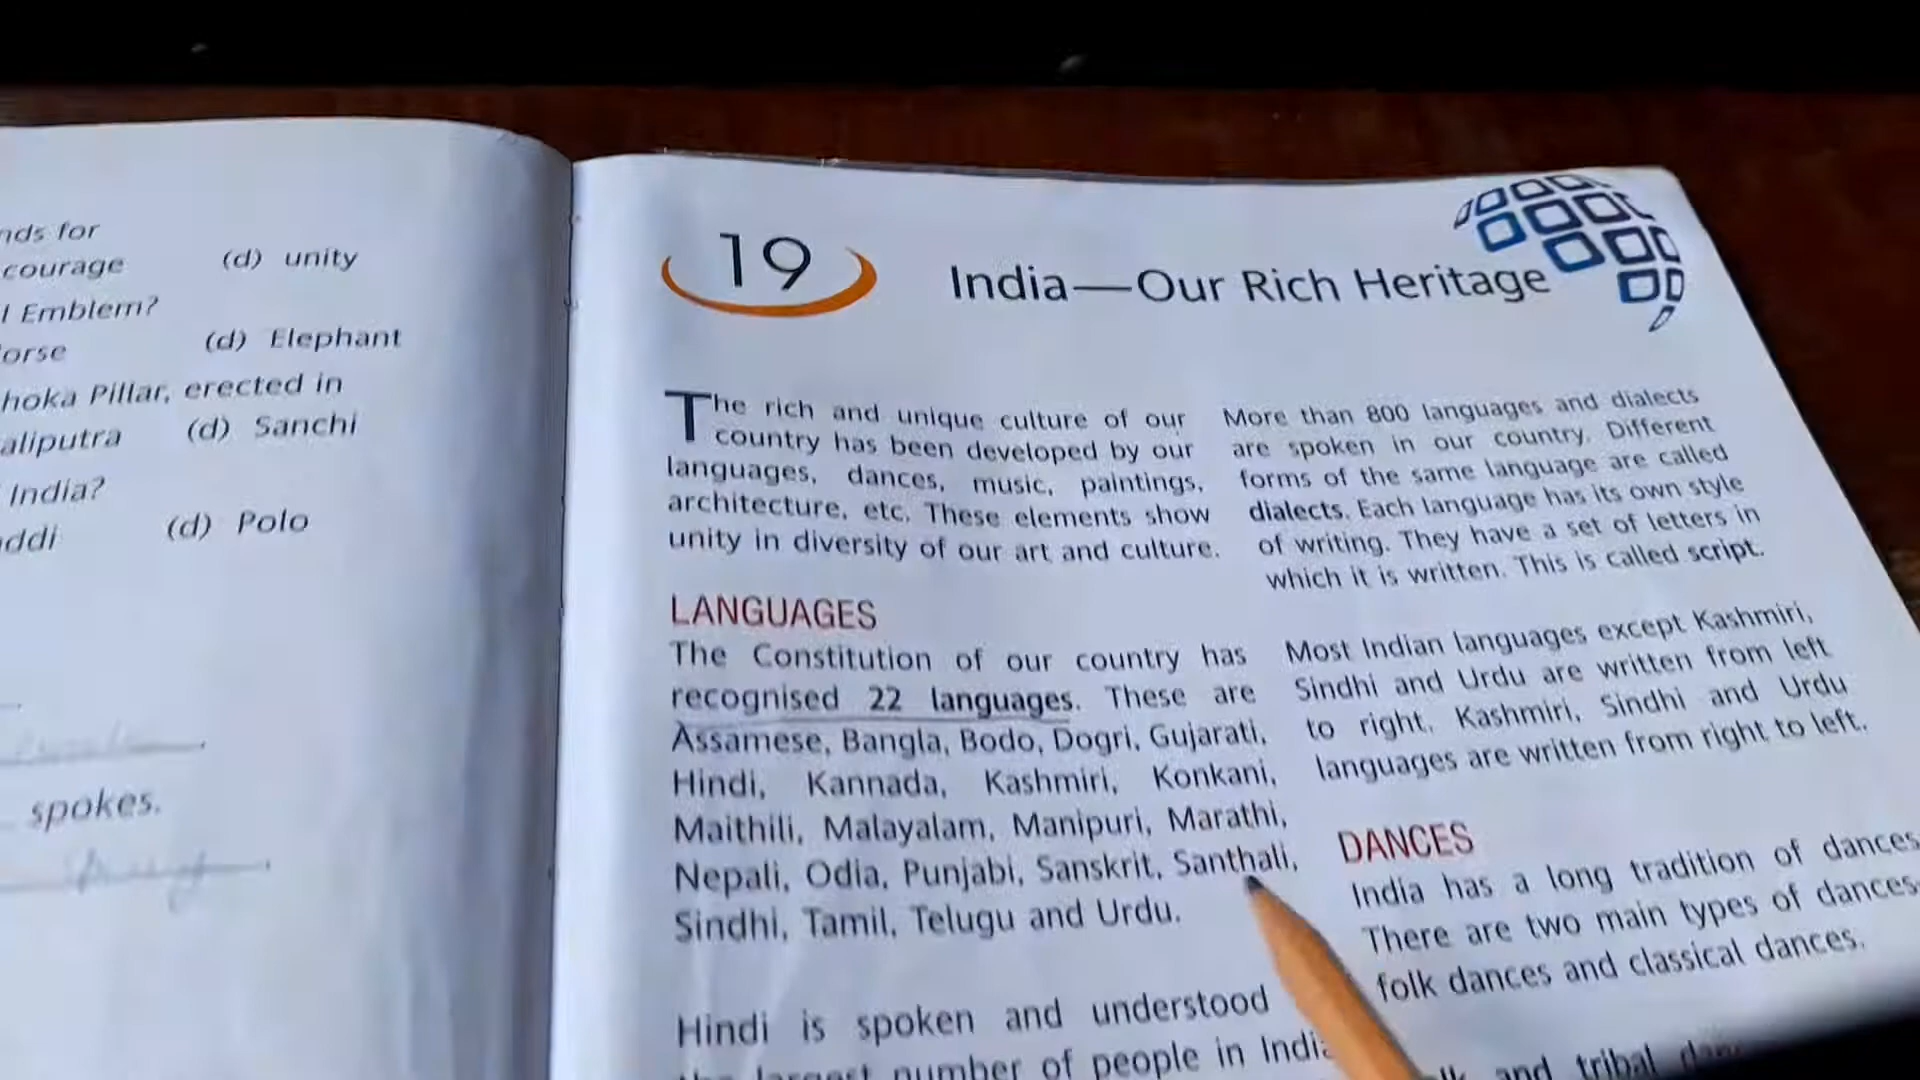 nds for
courage (d) unity
l Emblem?
orse (d) Elephant
hoka Pillar, erected in
aliputra (d) Sanchi
India?
addi (d) Polo
spokes.
19
India—Our Rich Heritage
The rich and unique culture of our
country has been developed by our
languages, dances, music, paintings,
architecture, etc. These elements show
unity in diversity of our art and culture.
LANGUAGES
The Constitution of our country has
recognised 22 languages. These are
Assamese, Bangla, Bodo, Dogri, Gujarati,
Hindi, Kannada, Kashmiri, Konkani,
Maithili, Malayalam, Manipuri, Marathi,
Nepali, Odia, Punjabi, Sanskrit, Santhali,
Sindhi, Tamil, Telugu and Urdu.
Hindi is spoken and understood
largest number of people in India
More than 800 languages and dialects
are spoken in our country. Different
forms of the same language are called
dialects. Each language has its own style
of writing. They have a set of letters in
which it is written. This is called script.
Most Indian languages except Kashmiri,
Sindhi and Urdu are written from left
to right. Kashmiri, Sindhi and Urdu
languages are written from right to left.
DANCES
India has a long tradition of dances.
There are two main types of dances-
folk dances and classical dances.
and tribal